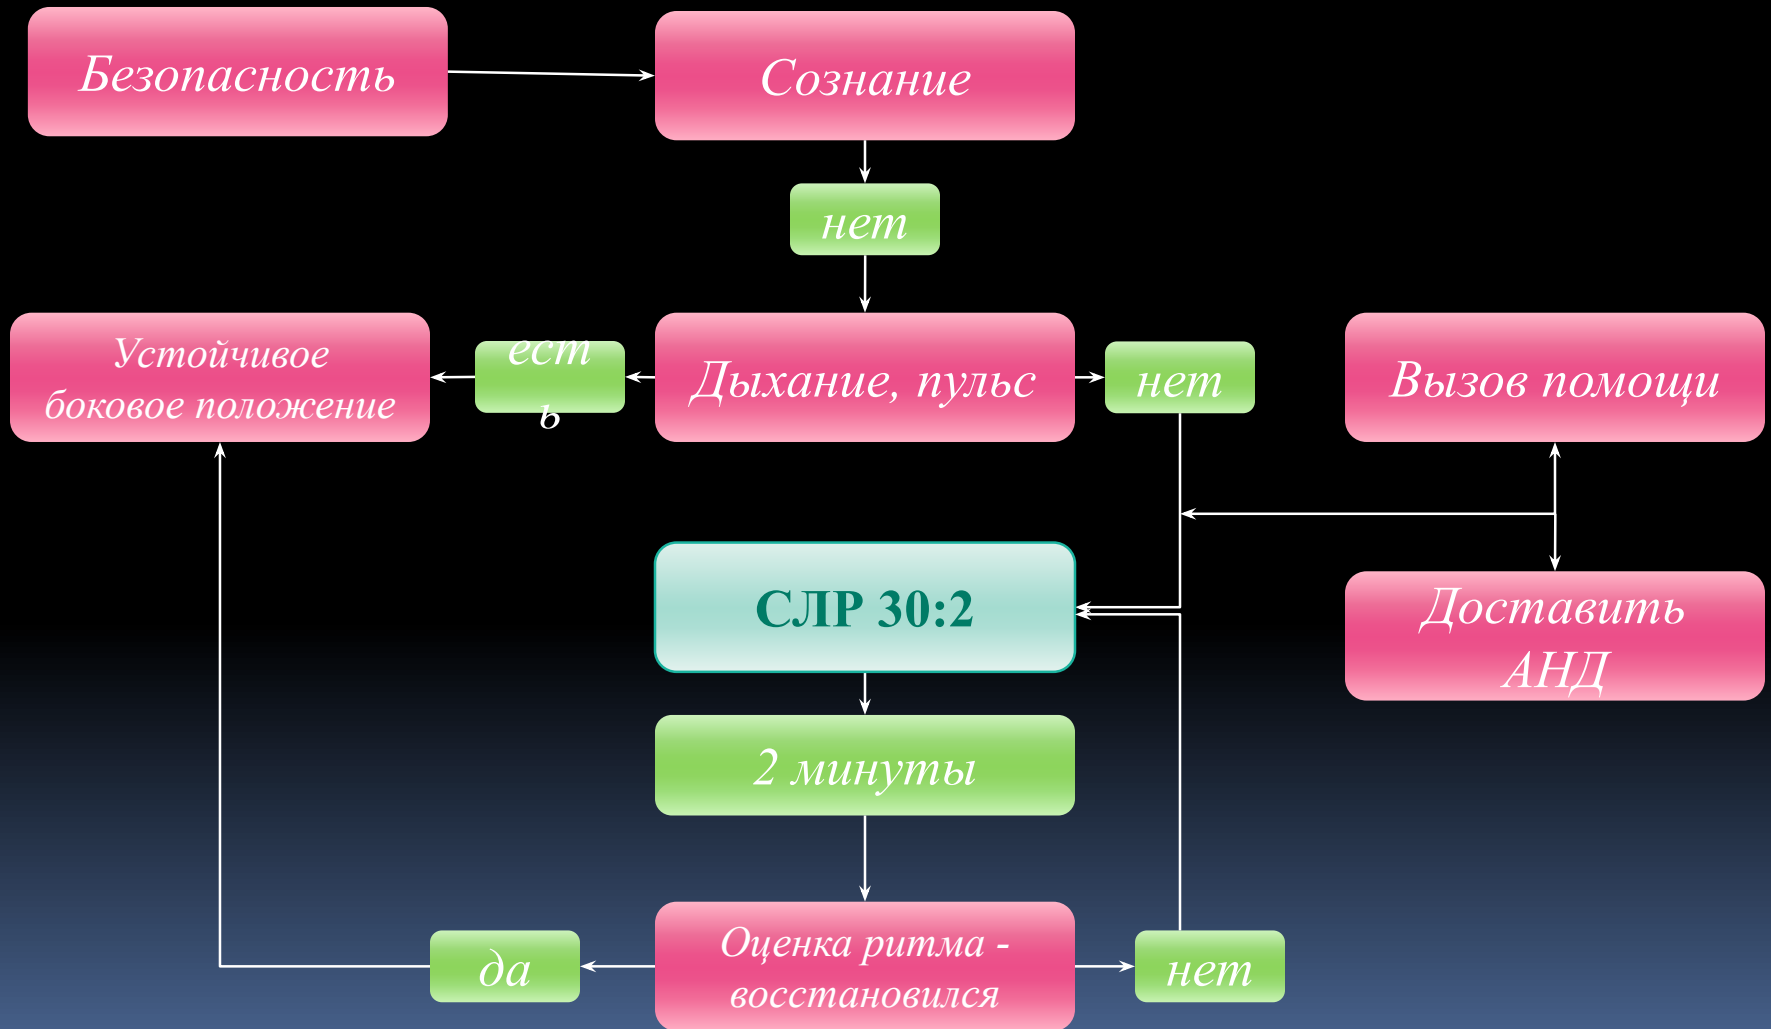 Безопасность
Сознание
нет
Устойчивое
боковое положение
ест
ь
Дыхание, пульс
нет
Вызов помощи
СЛР 30:2
Доставить
АНД
2 минуты
да
Оценка ритма -
восстановился
нет